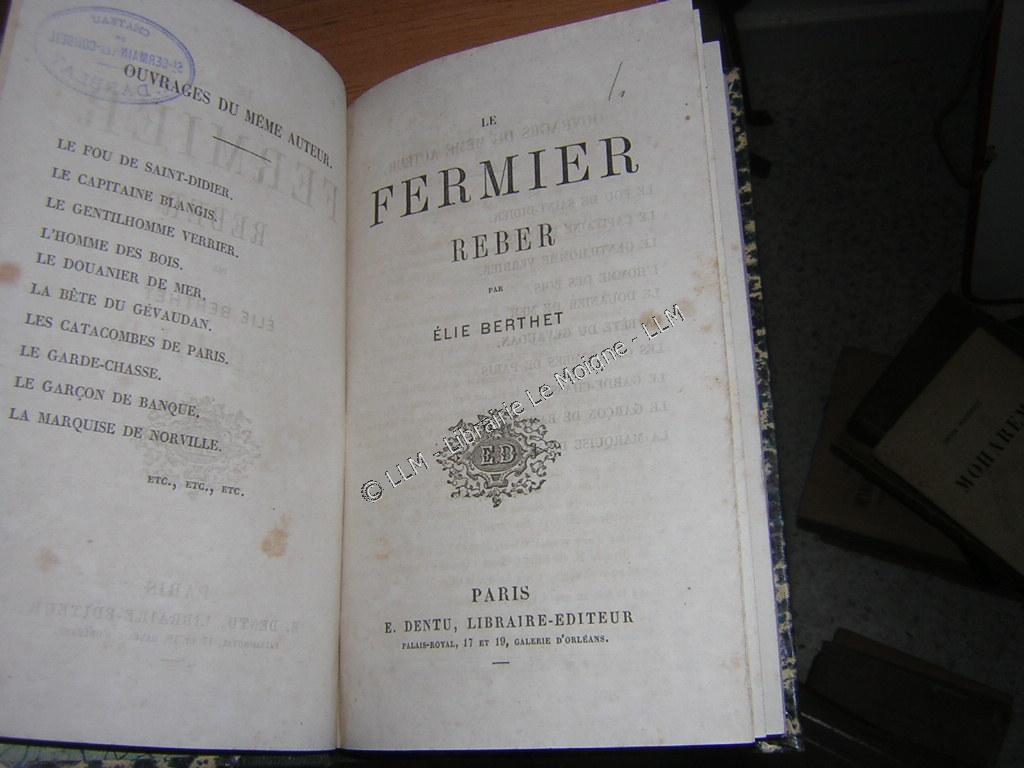 OUVRAGES DU MÊME AUTEUR.
LE FOU DE SAINT-DIDIER.
LE CAPITAINE BLANGIS.
LE GENTILHOMME VERRIER.
L'HOMME DES BOIS.
LE DOUANIER DE MER.
LA BÊTE DU GÉVAUDAN.
LES CATACOMBES DE PARIS.
LE GARDE-CHASSE.
LE GARÇON DE BANQUE.
LA MARQUISE DE NORVILLE.
ETC., ETC., ETC.
LE
FERMIER
REBER
PAR
ÉLIE BERTHET
© LLM - Librairie Le Moigne - LLM
EB
PARIS
E. DENTU, LIBRAIRE-EDITEUR
PALAIS-ROYAL, 17 ET 19, GALERIE D'ORLÉANS.
MOHAREM